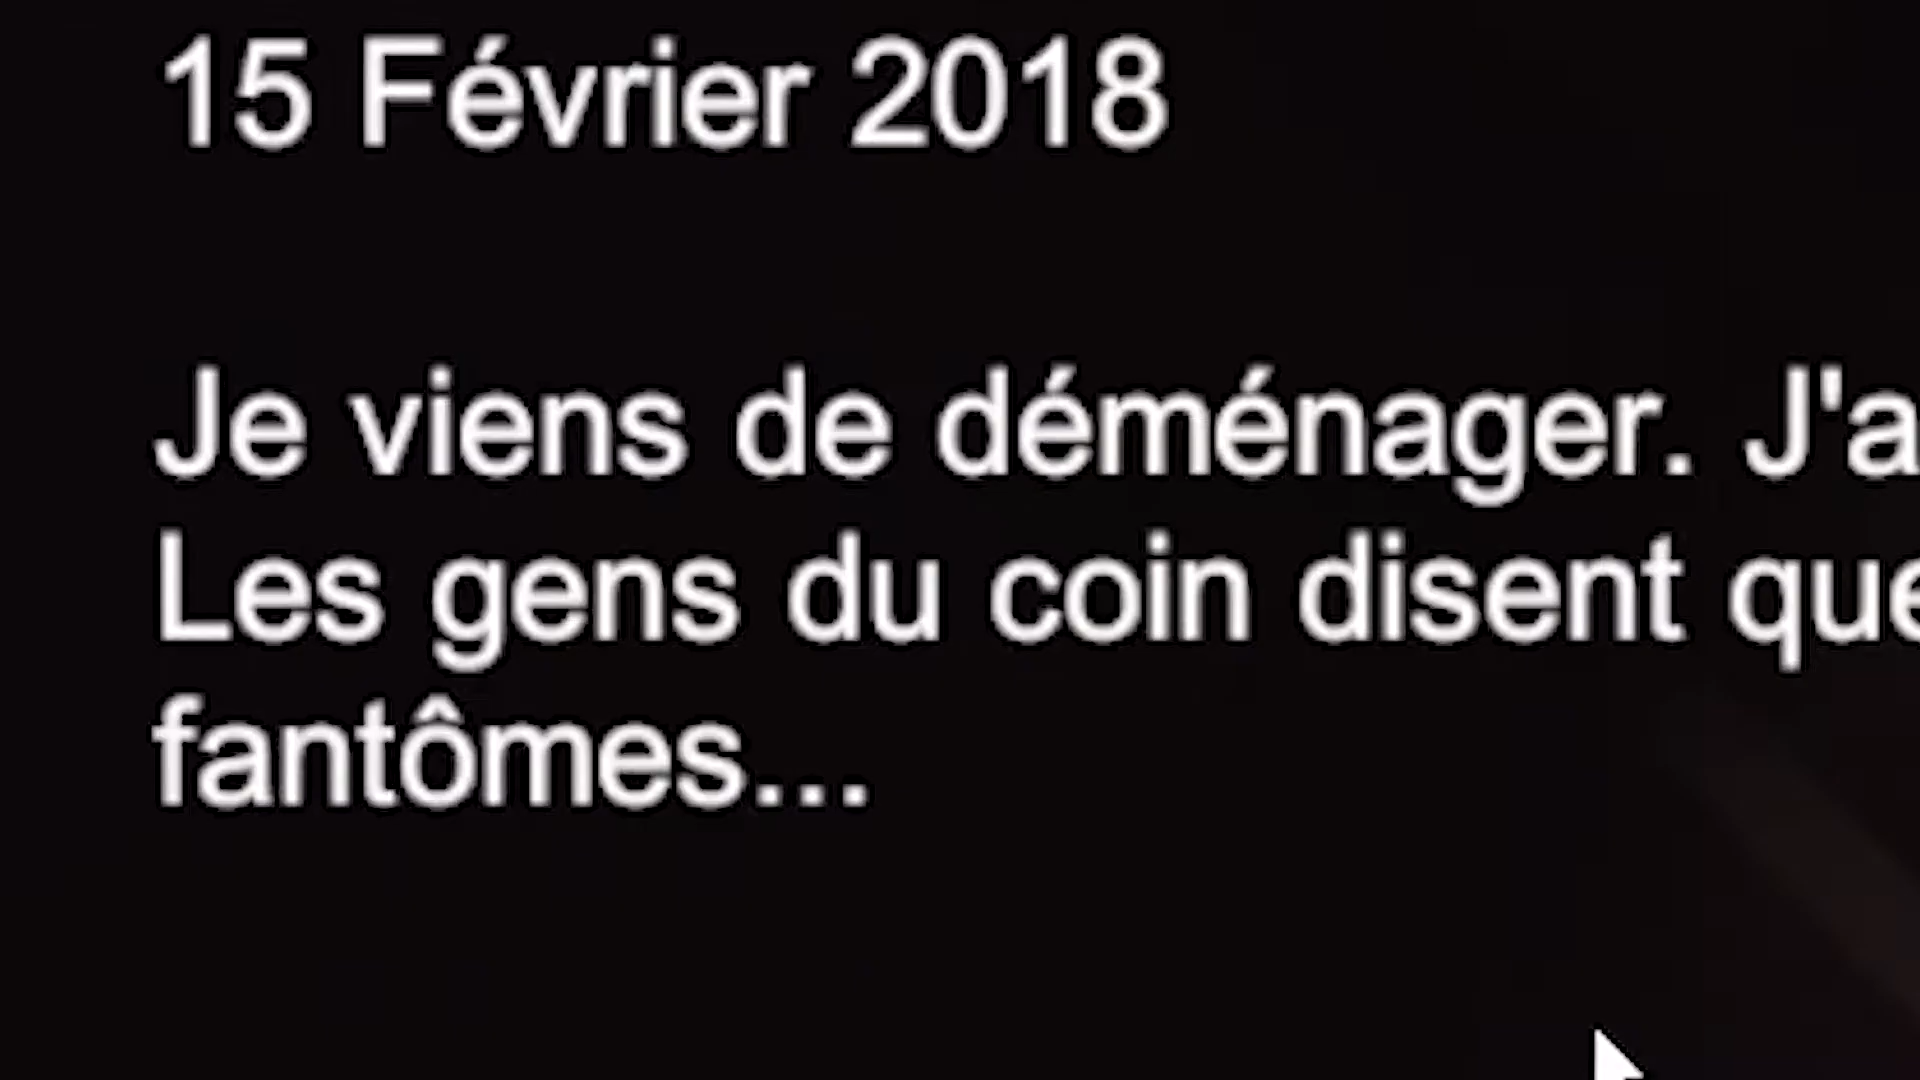 15 Février 2018
Je viens de déménager. J'a
Les gens du coin disent que
fantômes...